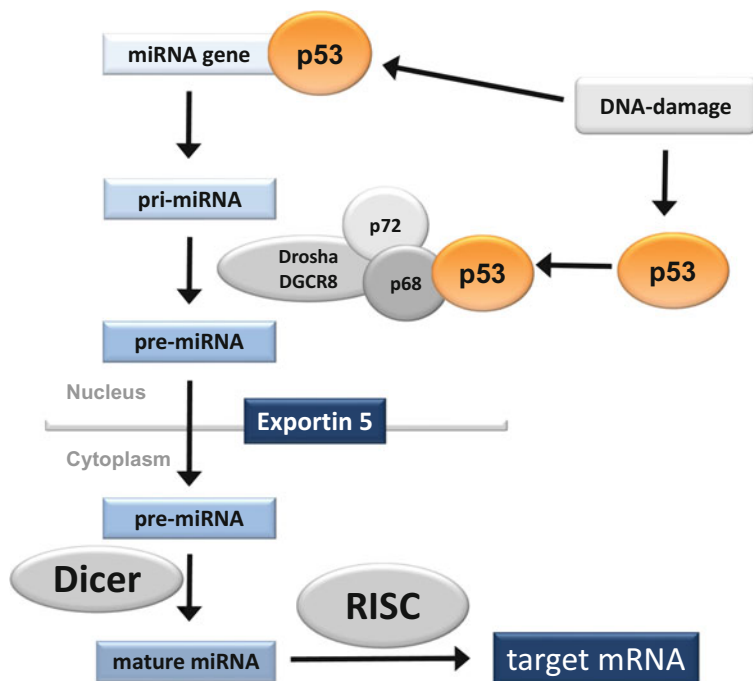 miRNA gene
p53
DNA-damage
pri-miRNA
p72
Drosha
DGCR8
p68
p53
p53
pre-miRNA
Nucleus
Exportin 5
Cytoplasm
pre-miRNA
Dicer
RISC
mature miRNA
target mRNA